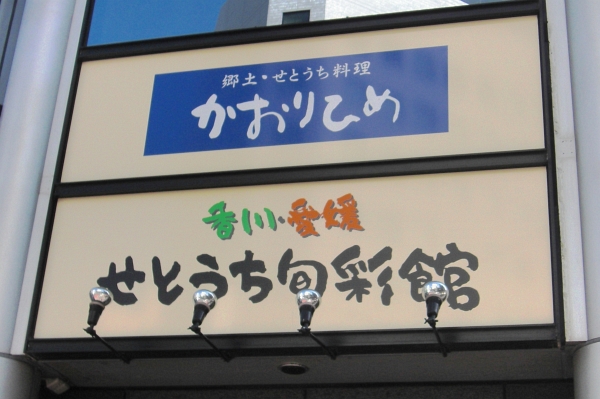 郷土・せとうち料理
かおりひめ
香川・愛媛
せとうち旬彩館